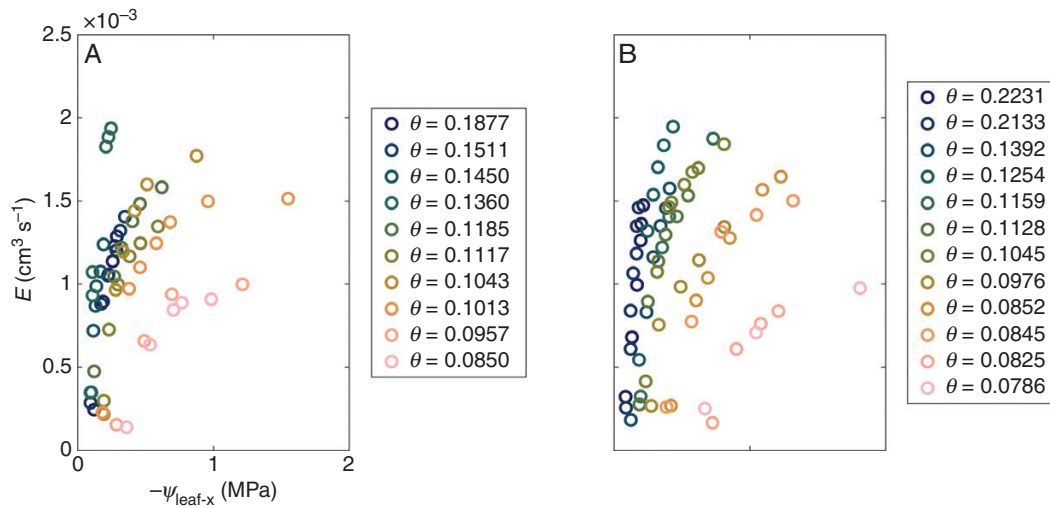 ×10⁻³
A
B
E (cm³ s⁻¹)
2.5
2
1.5
1
0.5
0
0
1
2
−ψleaf-x (MPa)
θ = 0.1877
θ = 0.1511
θ = 0.1450
θ = 0.1360
θ = 0.1185
θ = 0.1117
θ = 0.1043
θ = 0.1013
θ = 0.0957
θ = 0.0850
θ = 0.2231
θ = 0.2133
θ = 0.1392
θ = 0.1254
θ = 0.1159
θ = 0.1128
θ = 0.1045
θ = 0.0976
θ = 0.0852
θ = 0.0845
θ = 0.0825
θ = 0.0786